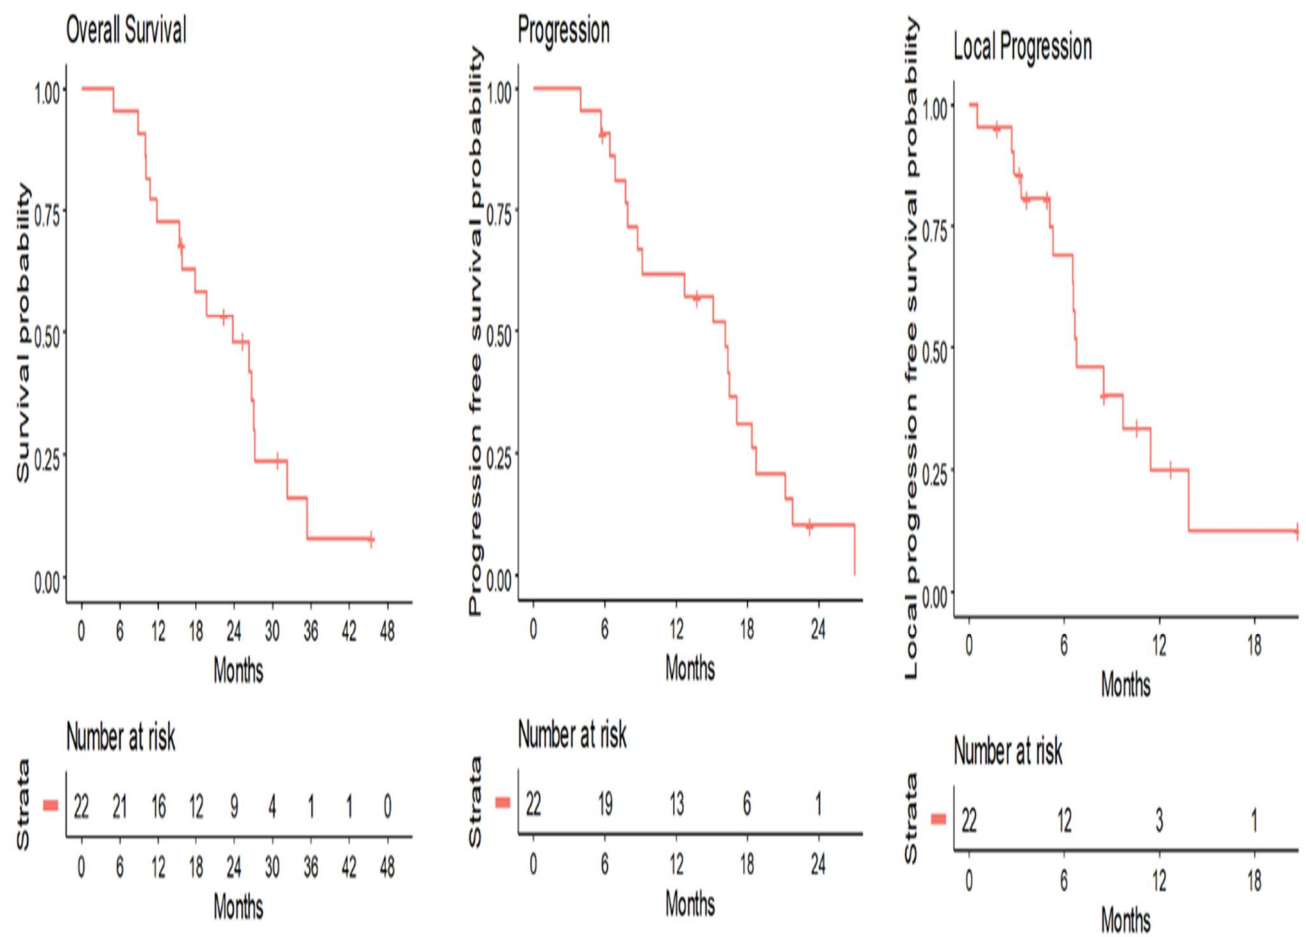 Overall Survival
Survival probability
1.00
0.75
0.50
0.25
0.00
0 6 12 18 24 30 36 42 48
Months
Number at risk
Strata
22 21 16 12 9 4 1 1 0
0 6 12 18 24 30 36 42 48
Months
Progression
Progression free survival probability
1.00
0.75
0.50
0.25
0.00
0 6 12 18 24
Months
Number at risk
Strata
22 19 13 6 1
0 6 12 18 24
Months
Local Progression
Local progression free survival probability
1.00
0.75
0.50
0.25
0.00
0 6 12 18
Months
Number at risk
Strata
22 12 3 1
0 6 12 18
Months